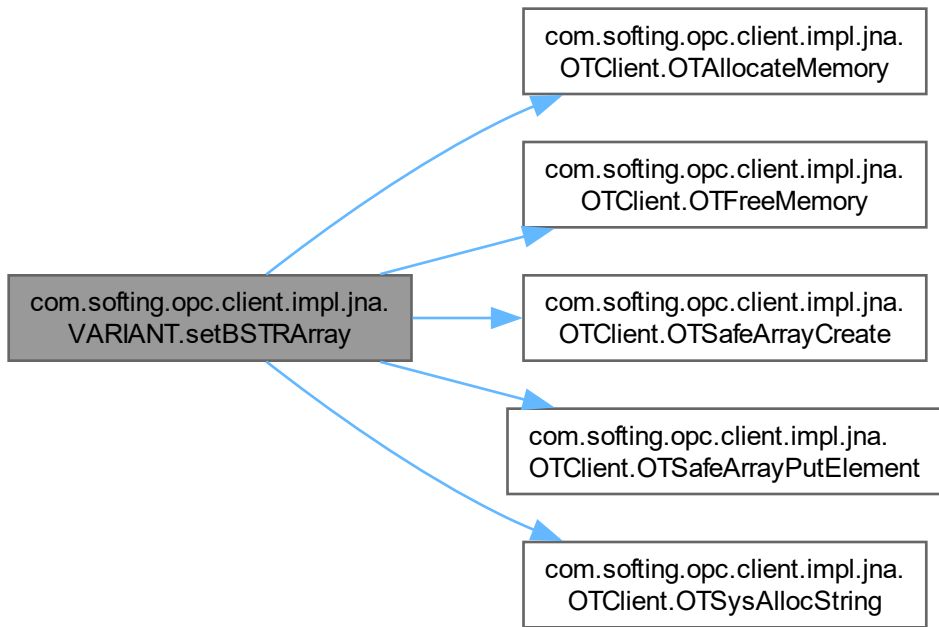 com.softing.opc.client.impl.jna.
OTClient.OTAllocateMemory
com.softing.opc.client.impl.jna.
OTClient.OTFreeMemory
com.softing.opc.client.impl.jna.
VARIANT.setBSTRArray
com.softing.opc.client.impl.jna.
OTClient.OTSafeArrayCreate
com.softing.opc.client.impl.jna.
OTClient.OTSafeArrayPutElement
com.softing.opc.client.impl.jna.
OTClient.OTSysAllocString